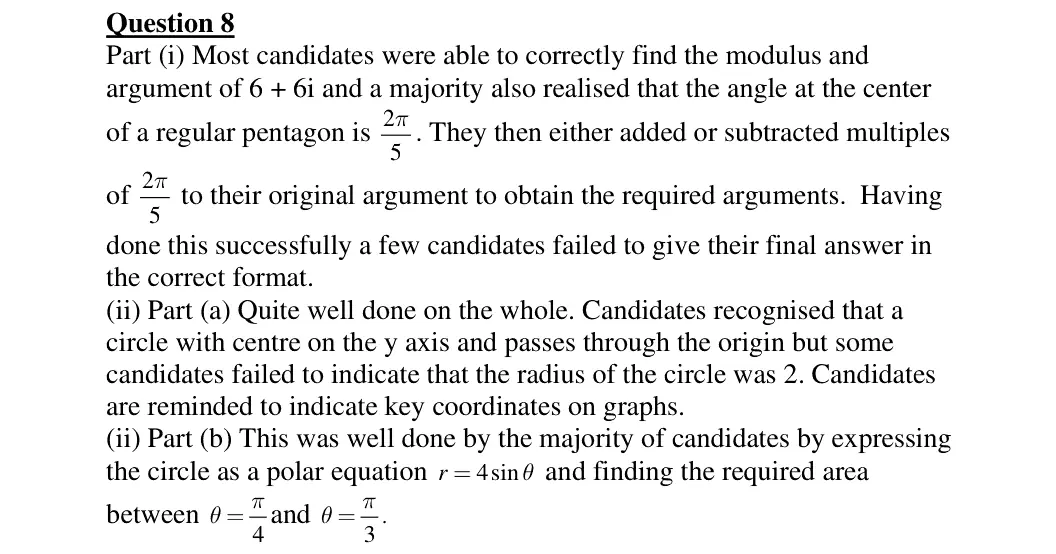 Question 8
Part (i) Most candidates were able to correctly find the modulus and
argument of 6 + 6i and a majority also realised that the angle at the center
of a regular pentagon is 2π/5. They then either added or subtracted multiples
of 2π/5 to their original argument to obtain the required arguments. Having
done this successfully a few candidates failed to give their final answer in
the correct format.
(ii) Part (a) Quite well done on the whole. Candidates recognised that a
circle with centre on the y axis and passes through the origin but some
candidates failed to indicate that the radius of the circle was 2. Candidates
are reminded to indicate key coordinates on graphs.
(ii) Part (b) This was well done by the majority of candidates by expressing
the circle as a polar equation r = 4 sin θ and finding the required area
between θ = π/4 and θ = π/3.